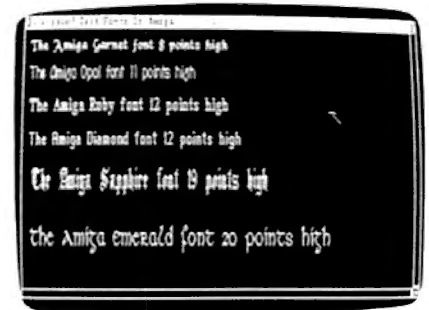 The Amiga Garnet font 8 points high
The Amiga Opal font 11 points high
The Amiga Ruby font 12 points high
The Amiga Diamond font 12 points high
The Amiga Sapphire font 19 points high
the amiga emerald font 20 points high